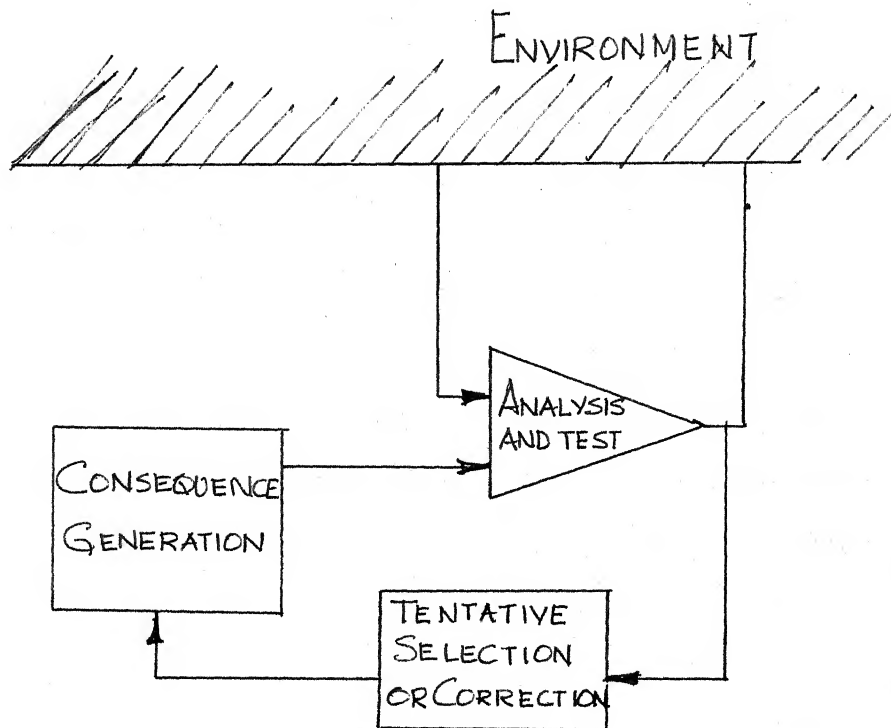 ENVIRONMENT
ANALYSIS
AND TEST
CONSEQUENCE
GENERATION
TENTATIVE
SELECTION
OR CORRECTION